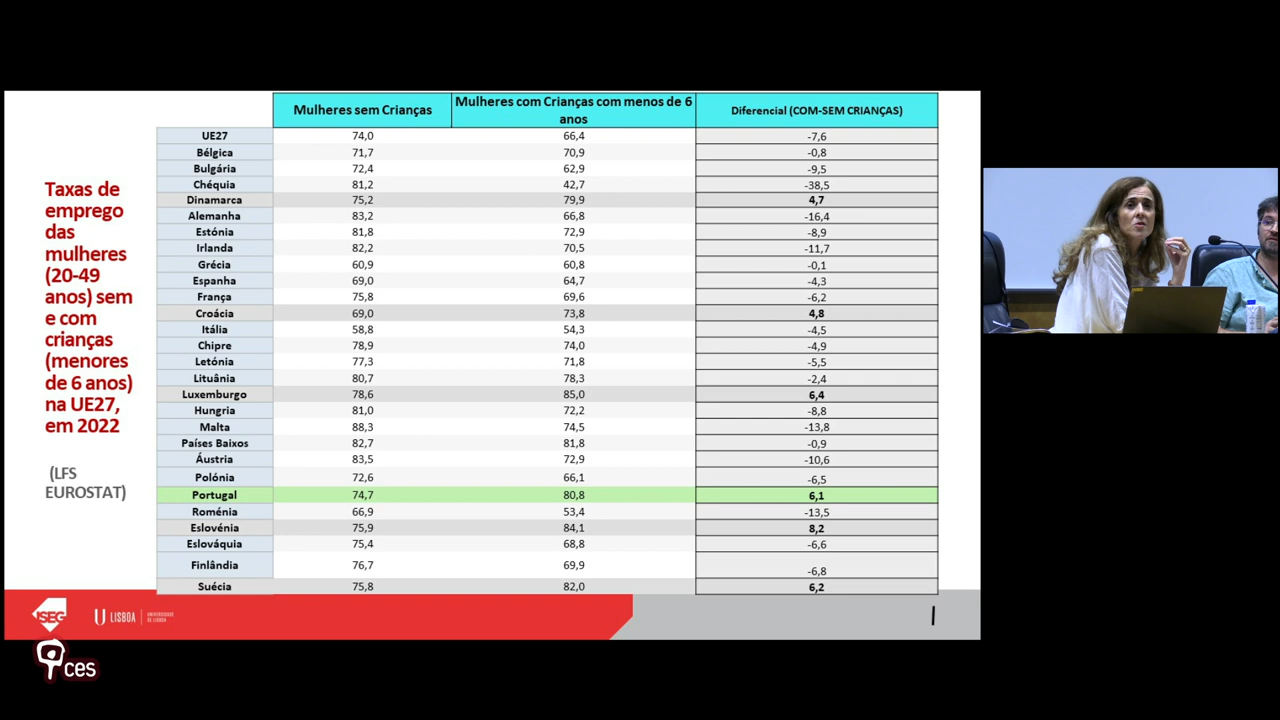 Taxas de
emprego
das
mulheres
(20-49
anos) sem
e com
crianças
(menores
de 6 anos)
na UE27,
em 2022
(LFS
EUROSTAT)
Mulheres sem Crianças Mulheres com Crianças com menos de 6 anos Diferencial (COM-SEM CRIANÇAS)
UE27 74,0 66,4 -7,6
Bélgica 71,7 70,9 -0,8
Bulgária 72,4 62,9 -9,5
Chéquia 81,2 42,7 -38,5
Dinamarca 75,2 79,9 4,7
Alemanha 83,2 66,8 -16,4
Estónia 81,8 72,9 -8,9
Irlanda 82,2 70,5 -11,7
Grécia 60,9 60,8 -0,1
Espanha 69,0 64,7 -4,3
França 75,8 69,6 -6,2
Croácia 69,0 73,8 4,8
Itália 58,8 54,3 -4,5
Chipre 78,9 74,0 -4,9
Letónia 77,3 71,8 -5,5
Lituânia 80,7 78,3 -2,4
Luxemburgo 78,6 85,0 6,4
Hungria 81,0 72,2 -8,8
Malta 88,3 74,5 -13,8
Países Baixos 82,7 81,8 -0,9
Áustria 83,5 72,9 -10,6
Polónia 72,6 66,1 -6,5
Portugal 74,7 80,8 6,1
Roménia 66,9 53,4 -13,5
Eslovénia 75,9 84,1 8,2
Eslováquia 75,4 68,8 -6,6
Finlândia 76,7 69,9 -6,8
Suécia 75,8 82,0 6,2
ISEG
U LISBOA
UNIVERSIDADE
DE LISBOA
ces